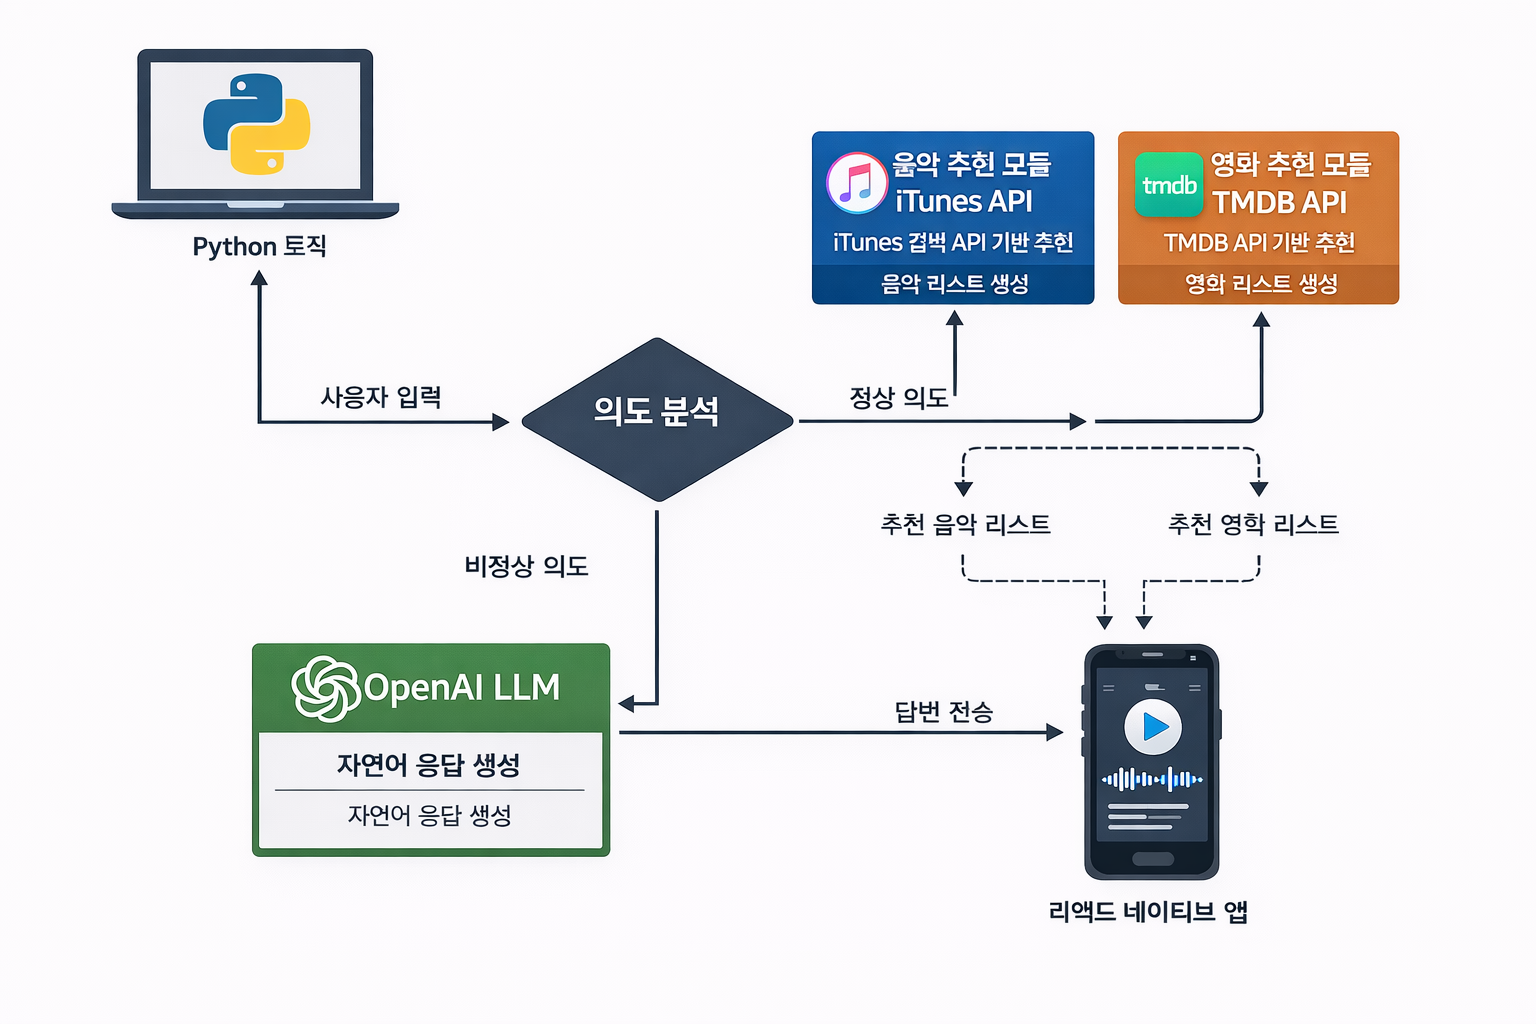 Python 토직
tmdb
움악 추헌 모듈
iTunes API
iTunes 검벅 API 기반 추헌
음악 리스트 생성
영화 추헌 모듈
TMDB API
TMDB API 기반 추헌
영화 리스트 생성
사용자 입력
의도 분석
정상 의도
추천 음악 리스트
추천 영학 리스트
비정상 의도
OpenAI LLM
자연어 응답 생성
자연어 응답 생성
답번 전승
리액드 네이티브 앱